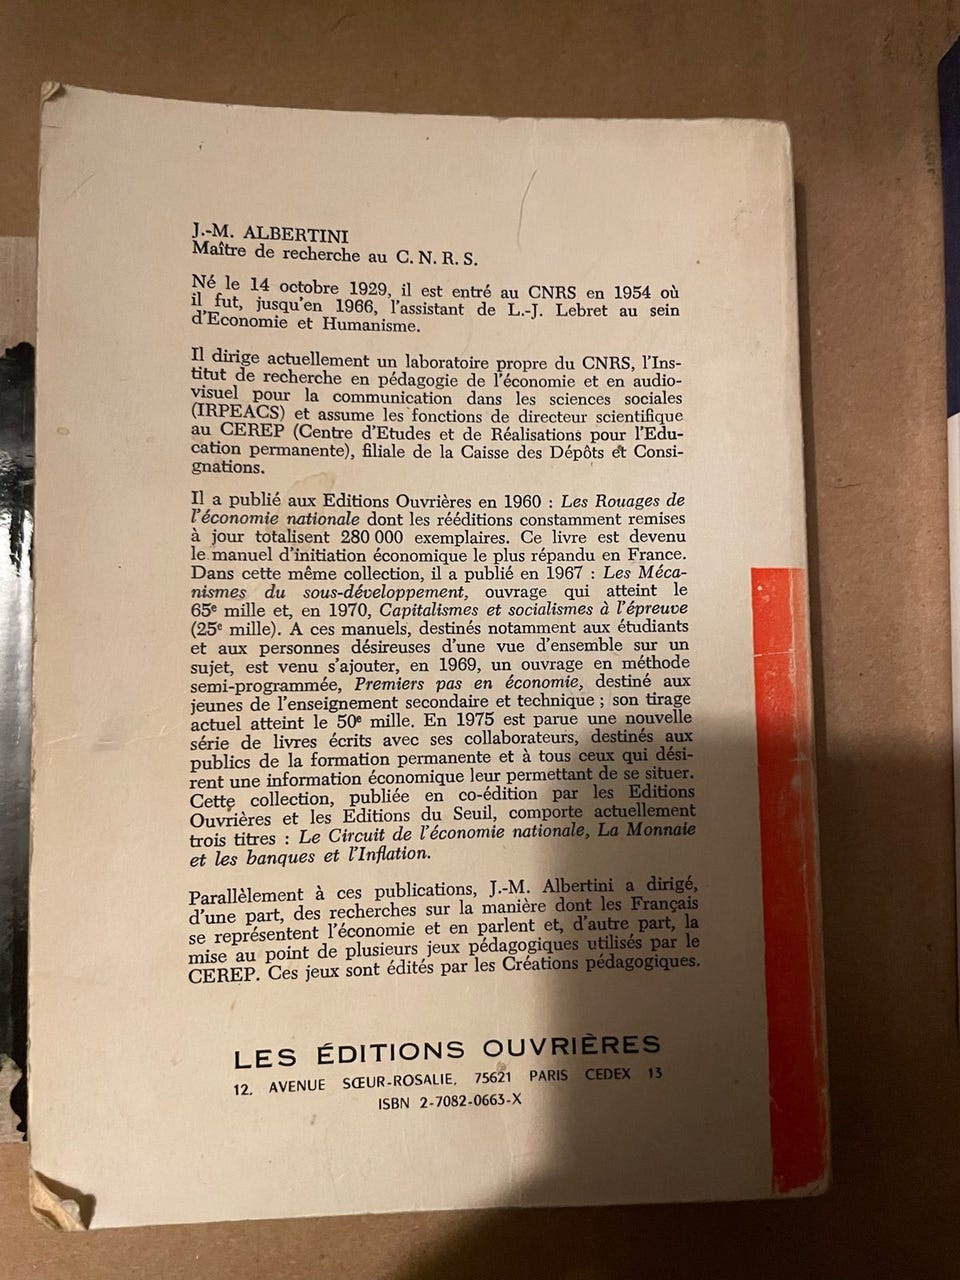 J.-M. ALBERTINI
Maître de recherche au C. N. R. S.
Né le 14 octobre 1929, il est entré au CNRS en 1954 où
il fut, jusqu'en 1966, l'assistant de L.-J. Lebret au sein
d'Economie et Humanisme.
Il dirige actuellement un laboratoire propre du CNRS, l'Ins-
titut de recherche en pédagogie de l'économie et en audio-
visuel pour la communication dans les sciences sociales
(IRPEACS) et assume les fonctions de directeur scientifique
au CEREP (Centre d'Etudes et de Réalisations pour l'Edu-
cation permanente), filiale de la Caisse des Dépôts et Consi-
gnations.
Il a publié aux Editions Ouvrières en 1960 : Les Rouages de
l'économie nationale dont les rééditions constamment remises
à jour totalisent 280 000 exemplaires. Ce livre est devenu
le manuel d'initiation économique le plus répandu en France.
Dans cette même collection, il a publié en 1967 : Les Méca-
nismes du sous-développement, ouvrage qui atteint le
65e mille et, en 1970, Capitalismes et socialismes à l'épreuve
(25e mille). A ces manuels, destinés notamment aux étudiants
et aux personnes désireuses d'une vue d'ensemble sur un
sujet, est venu s'ajouter, en 1969, un ouvrage en méthode
semi-programmée, Premiers pas en économie, destiné aux
jeunes de l'enseignement secondaire et technique ; son tirage
actuel atteint le 50e mille. En 1975 est parue une nouvelle
série de livres écrits avec ses collaborateurs, destinés aux
publics de la formation permanente et à tous ceux qui dési-
rent une information économique leur permettant de se situer.
Cette collection, publiée en co-édition par les Editions
Ouvrières et les Editions du Seuil, comporte actuellement
trois titres : Le Circuit de l'économie nationale, La Monnaie
et les banques et l'Inflation.
Parallèlement à ces publications, J.-M. Albertini a dirigé,
d'une part, des recherches sur la manière dont les Français
se représentent l'économie et en parlent et, d'autre part, la
mise au point de plusieurs jeux pédagogiques utilisés par le
CEREP. Ces jeux sont édités par les Créations pédagogiques.
LES ÉDITIONS OUVRIÈRES
12, AVENUE SŒUR-ROSALIE, 75621 PARIS CEDEX 13
ISBN 2-7082-0663-X